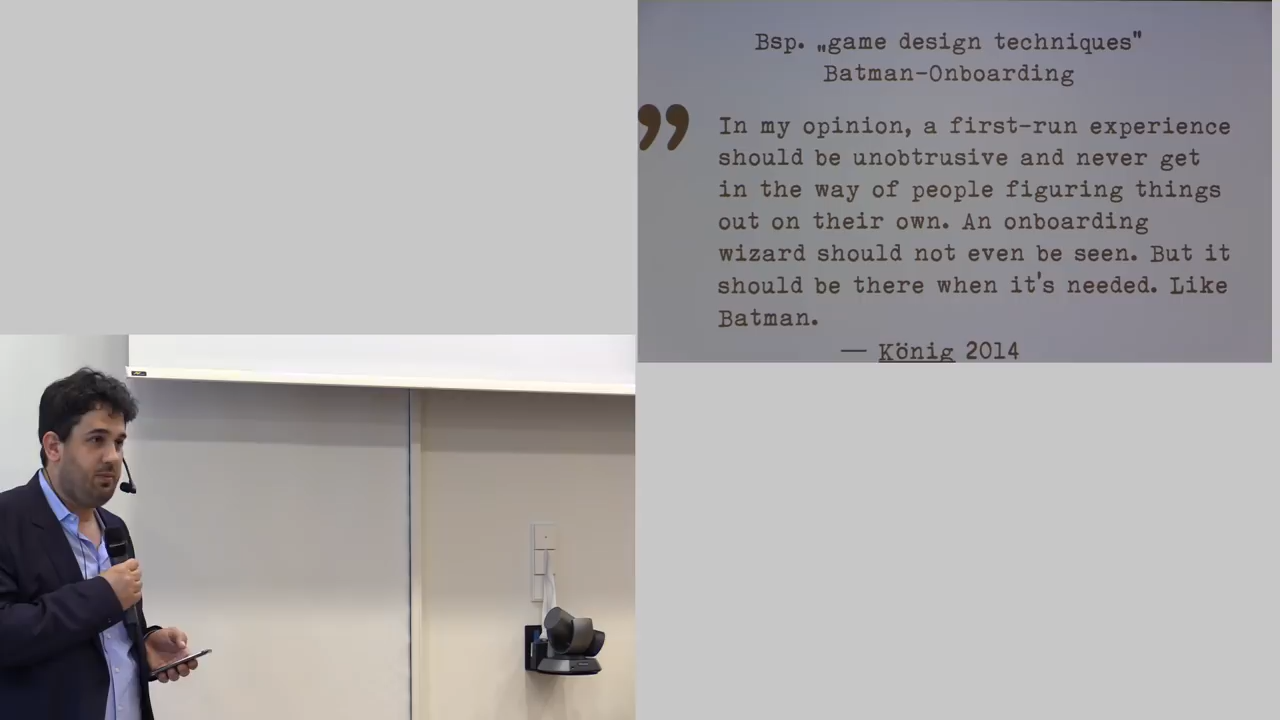 Bsp. „game design techniques"
Batman-Onboarding
”
In my opinion, a first-run experience
should be unobtrusive and never get
in the way of people figuring things
out on their own. An onboarding
wizard should not even be seen. But it
should be there when it's needed. Like
Batman.
— König 2014